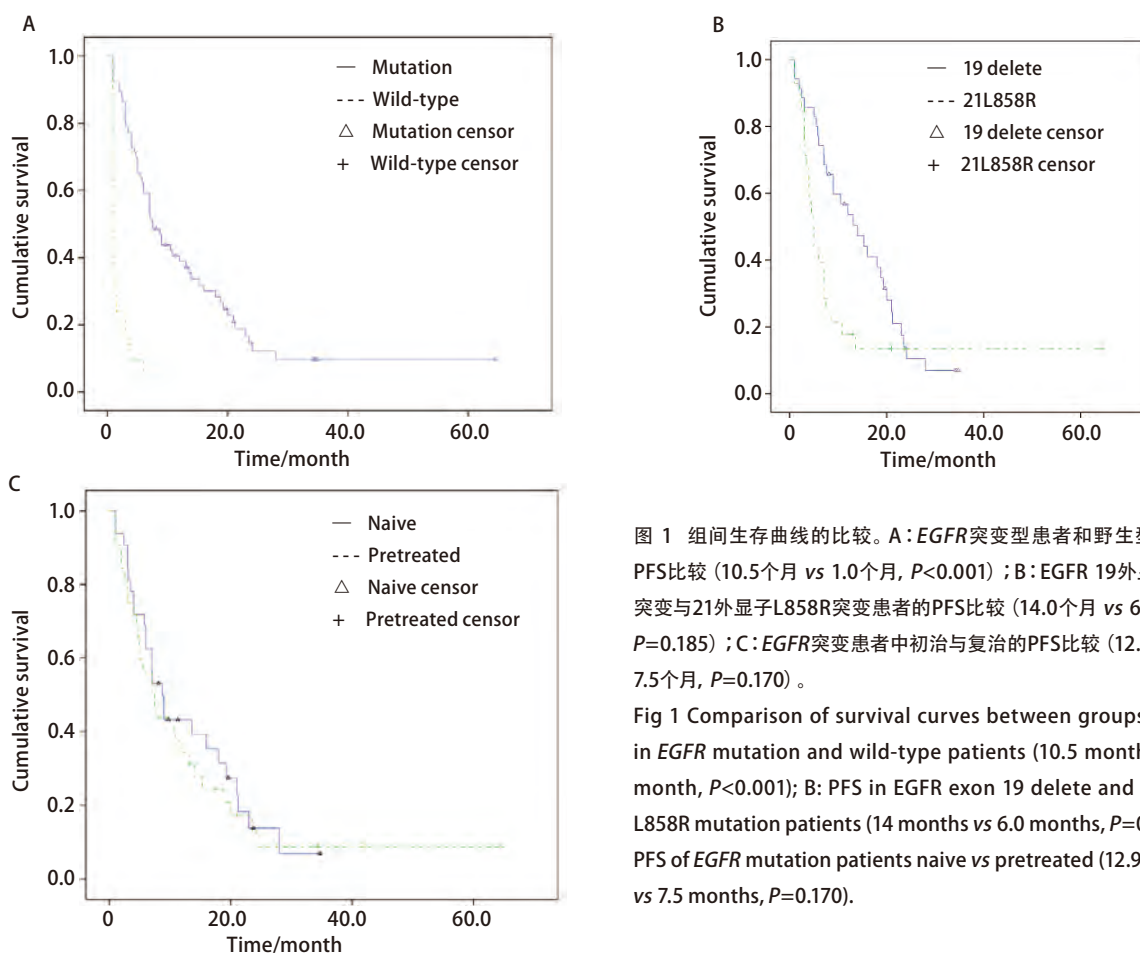 A
1.0
0.8
0.6
0.4
0.2
0.0
Cumulative survival
Mutation
Wild-type
Mutation censor
Wild-type censor
0 20.0 40.0 60.0
Time/month
B
1.0
0.8
0.6
0.4
0.2
0.0
Cumulative survival
19 delete
21L858R
19 delete censor
21L858R censor
0 20.0 40.0 60.0
Time/month
C
1.0
0.8
0.6
0.4
0.2
0.0
Cumulative survival
Naive
Pretreated
Naive censor
Pretreated censor
0 20.0 40.0 60.0
Time/month
图 1 组间生存曲线的比较。A：EGFR突变型患者和野生
PFS比较（10.5个月 vs 1.0个月, P<0.001）；B：EGFR 19外
突变与21外显子L858R突变患者的PFS比较（14.0个月 vs 6
P=0.185）；C：EGFR突变患者中初治与复治的PFS比较（12.
7.5个月, P=0.170）。
Fig 1 Comparison of survival curves between groups
in EGFR mutation and wild-type patients (10.5 month
month, P<0.001); B: PFS in EGFR exon 19 delete and
L858R mutation patients (14 months vs 6.0 months, P=0
PFS of EGFR mutation patients naive vs pretreated (12.9
vs 7.5 months, P=0.170).